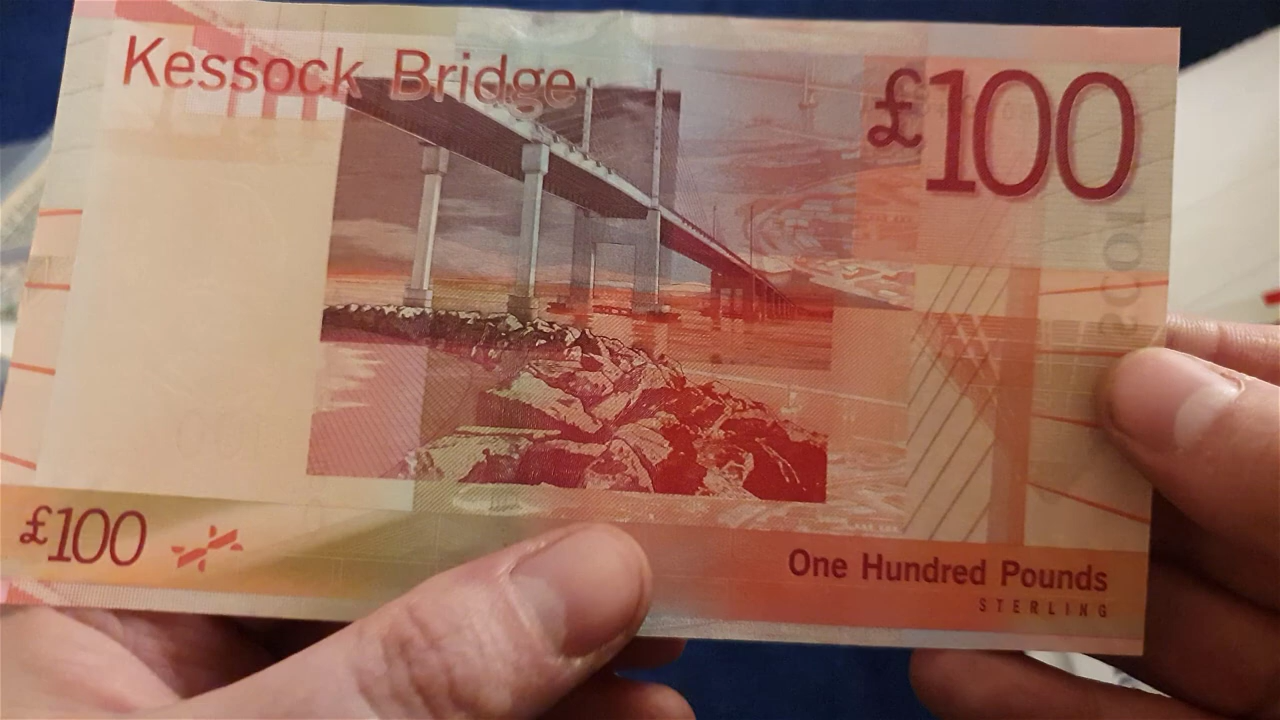 Kessock Bridge
£100
£100
One Hundred Pounds
STERLING